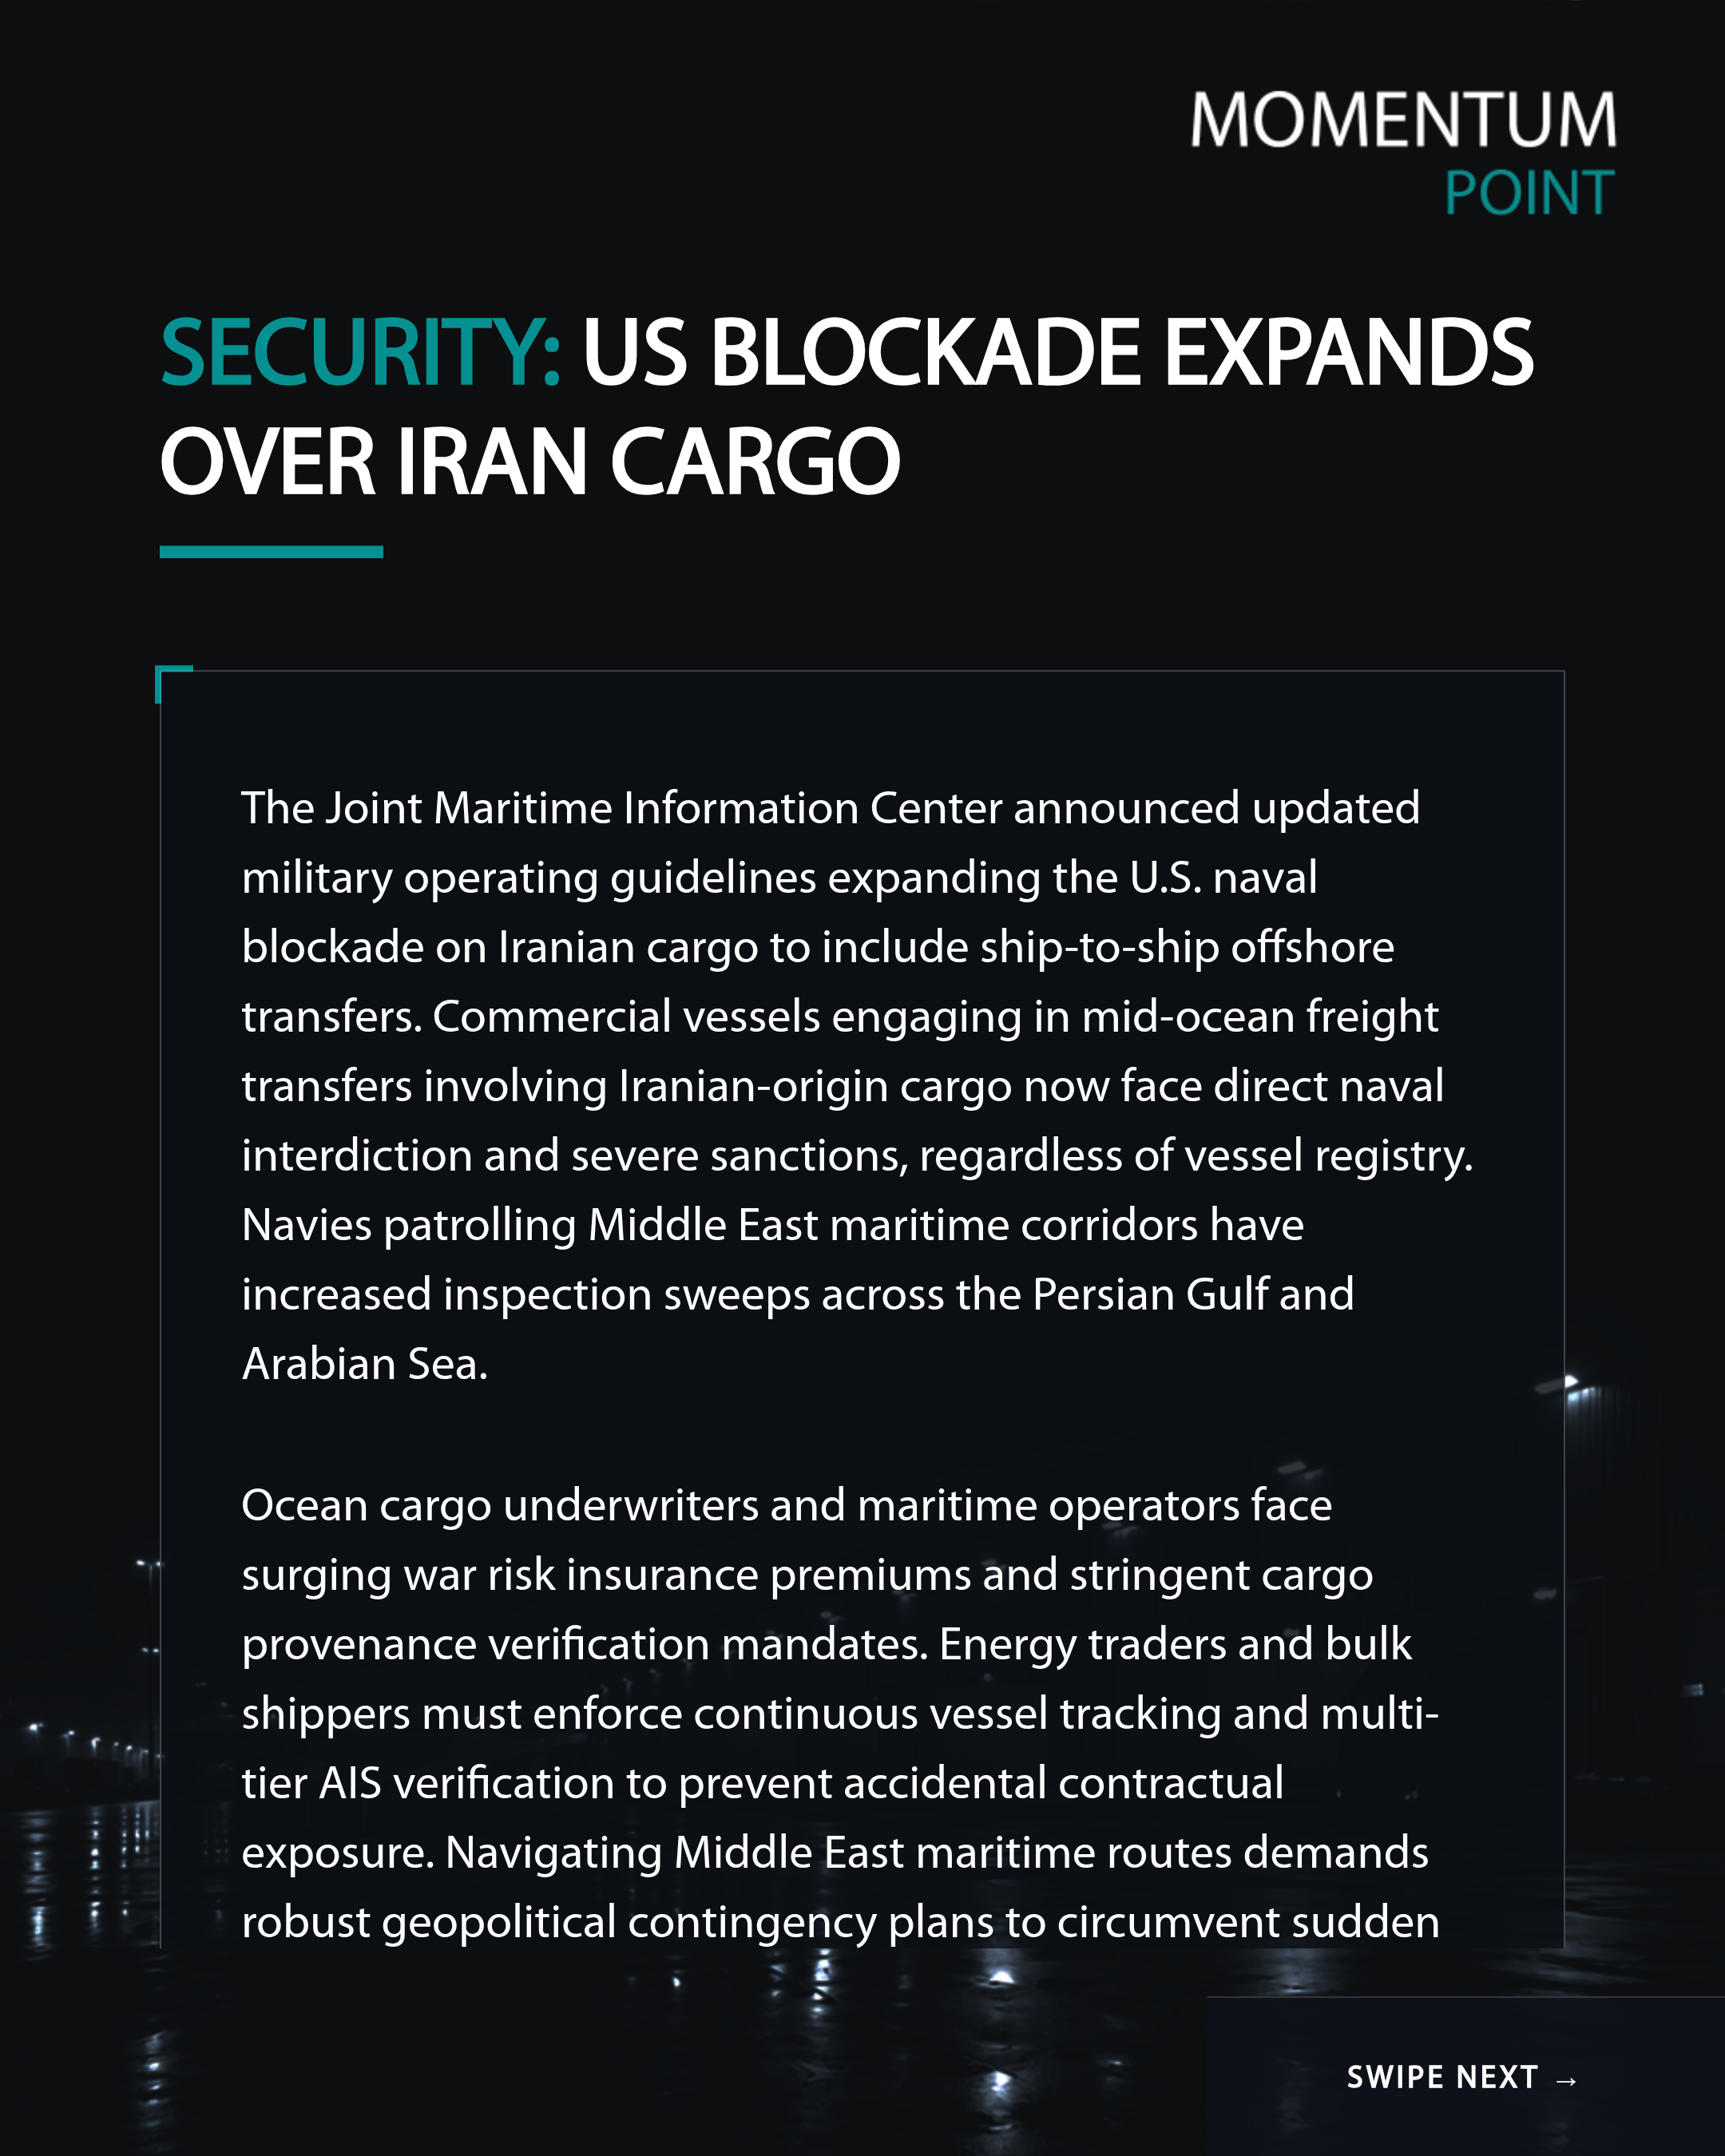 MOMENTUM
POINT
SECURITY: US BLOCKADE EXPANDS
OVER IRAN CARGO
The Joint Maritime Information Center announced updated
military operating guidelines expanding the U.S. naval
blockade on Iranian cargo to include ship-to-ship offshore
transfers. Commercial vessels engaging in mid-ocean freight
transfers involving Iranian-origin cargo now face direct naval
interdiction and severe sanctions, regardless of vessel registry.
Navies patrolling Middle East maritime corridors have
increased inspection sweeps across the Persian Gulf and
Arabian Sea.
Ocean cargo underwriters and maritime operators face
surging war risk insurance premiums and stringent cargo
provenance verification mandates. Energy traders and bulk
shippers must enforce continuous vessel tracking and multi-
tier AIS verification to prevent accidental contractual
exposure. Navigating Middle East maritime routes demands
robust geopolitical contingency plans to circumvent sudden
SWIPE NEXT →